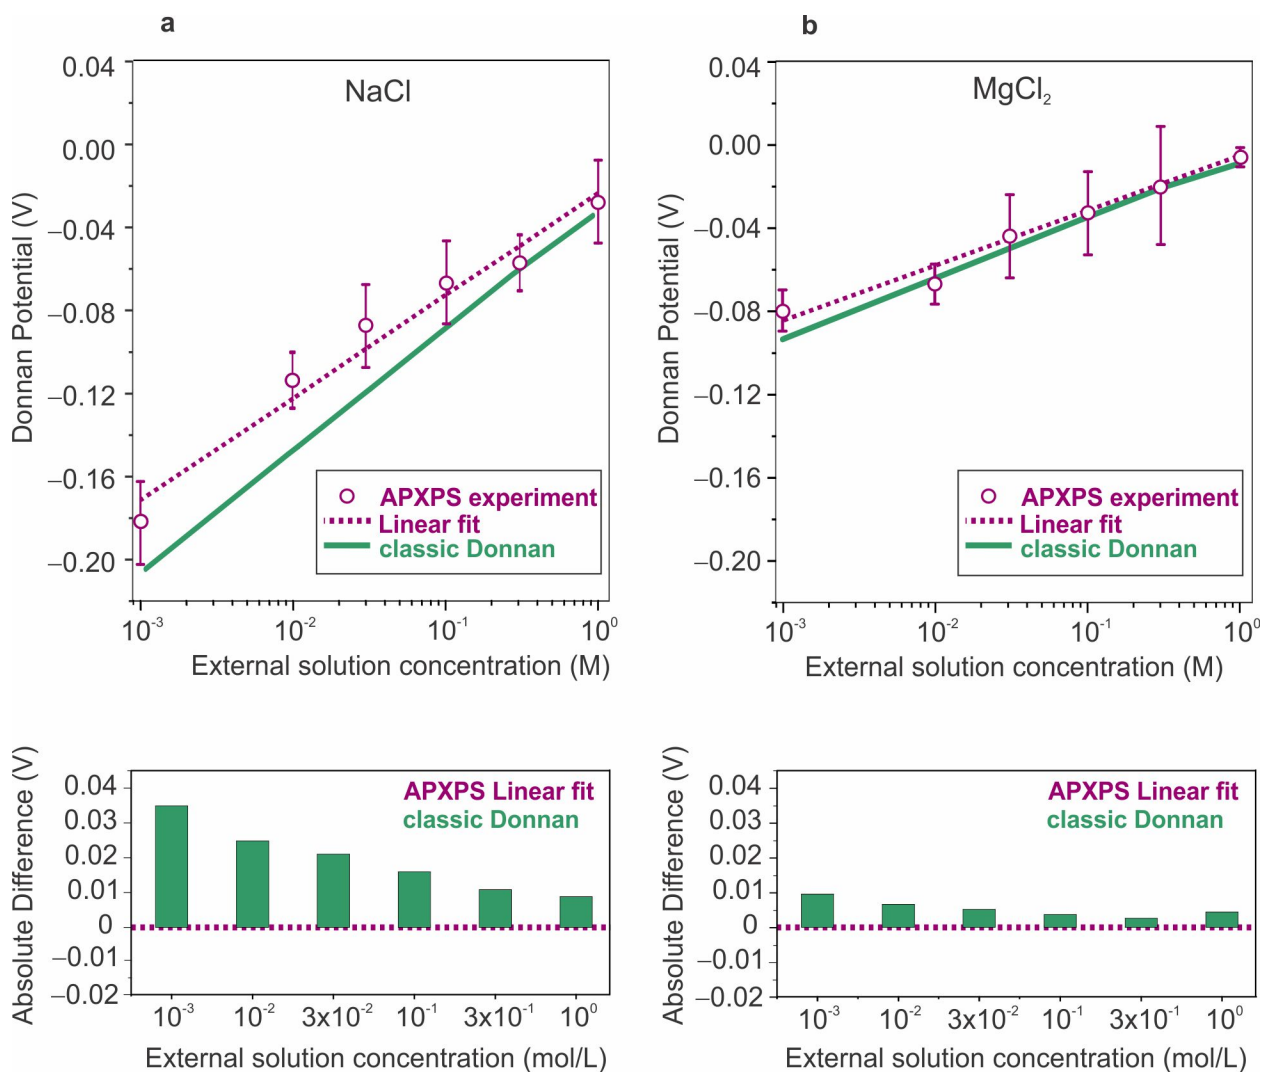 a
NaCl
0.04
0.00
−0.04
−0.08
−0.12
−0.16
−0.20
Donnan Potential (V)
APXPS experiment
Linear fit
classic Donnan
10⁻³ 10⁻² 10⁻¹ 10⁰
External solution concentration (M)
b
MgCl₂
0.04
0.00
−0.04
−0.08
−0.12
−0.16
−0.20
Donnan Potential (V)
APXPS experiment
Linear fit
classic Donnan
10⁻³ 10⁻² 10⁻¹ 10⁰
External solution concentration (M)
APXPS Linear fit
classic Donnan
0.04
0.03
0.02
0.01
0
−0.01
−0.02
Absolute Difference (V)
10⁻³ 10⁻² 3x10⁻² 10⁻¹ 3x10⁻¹ 10⁰
External solution concentration (mol/L)
APXPS Linear fit
classic Donnan
0.04
0.03
0.02
0.01
0
−0.01
−0.02
Absolute Difference (V)
10⁻³ 10⁻² 3x10⁻² 10⁻¹ 3x10⁻¹ 10⁰
External solution concentration (mol/L)